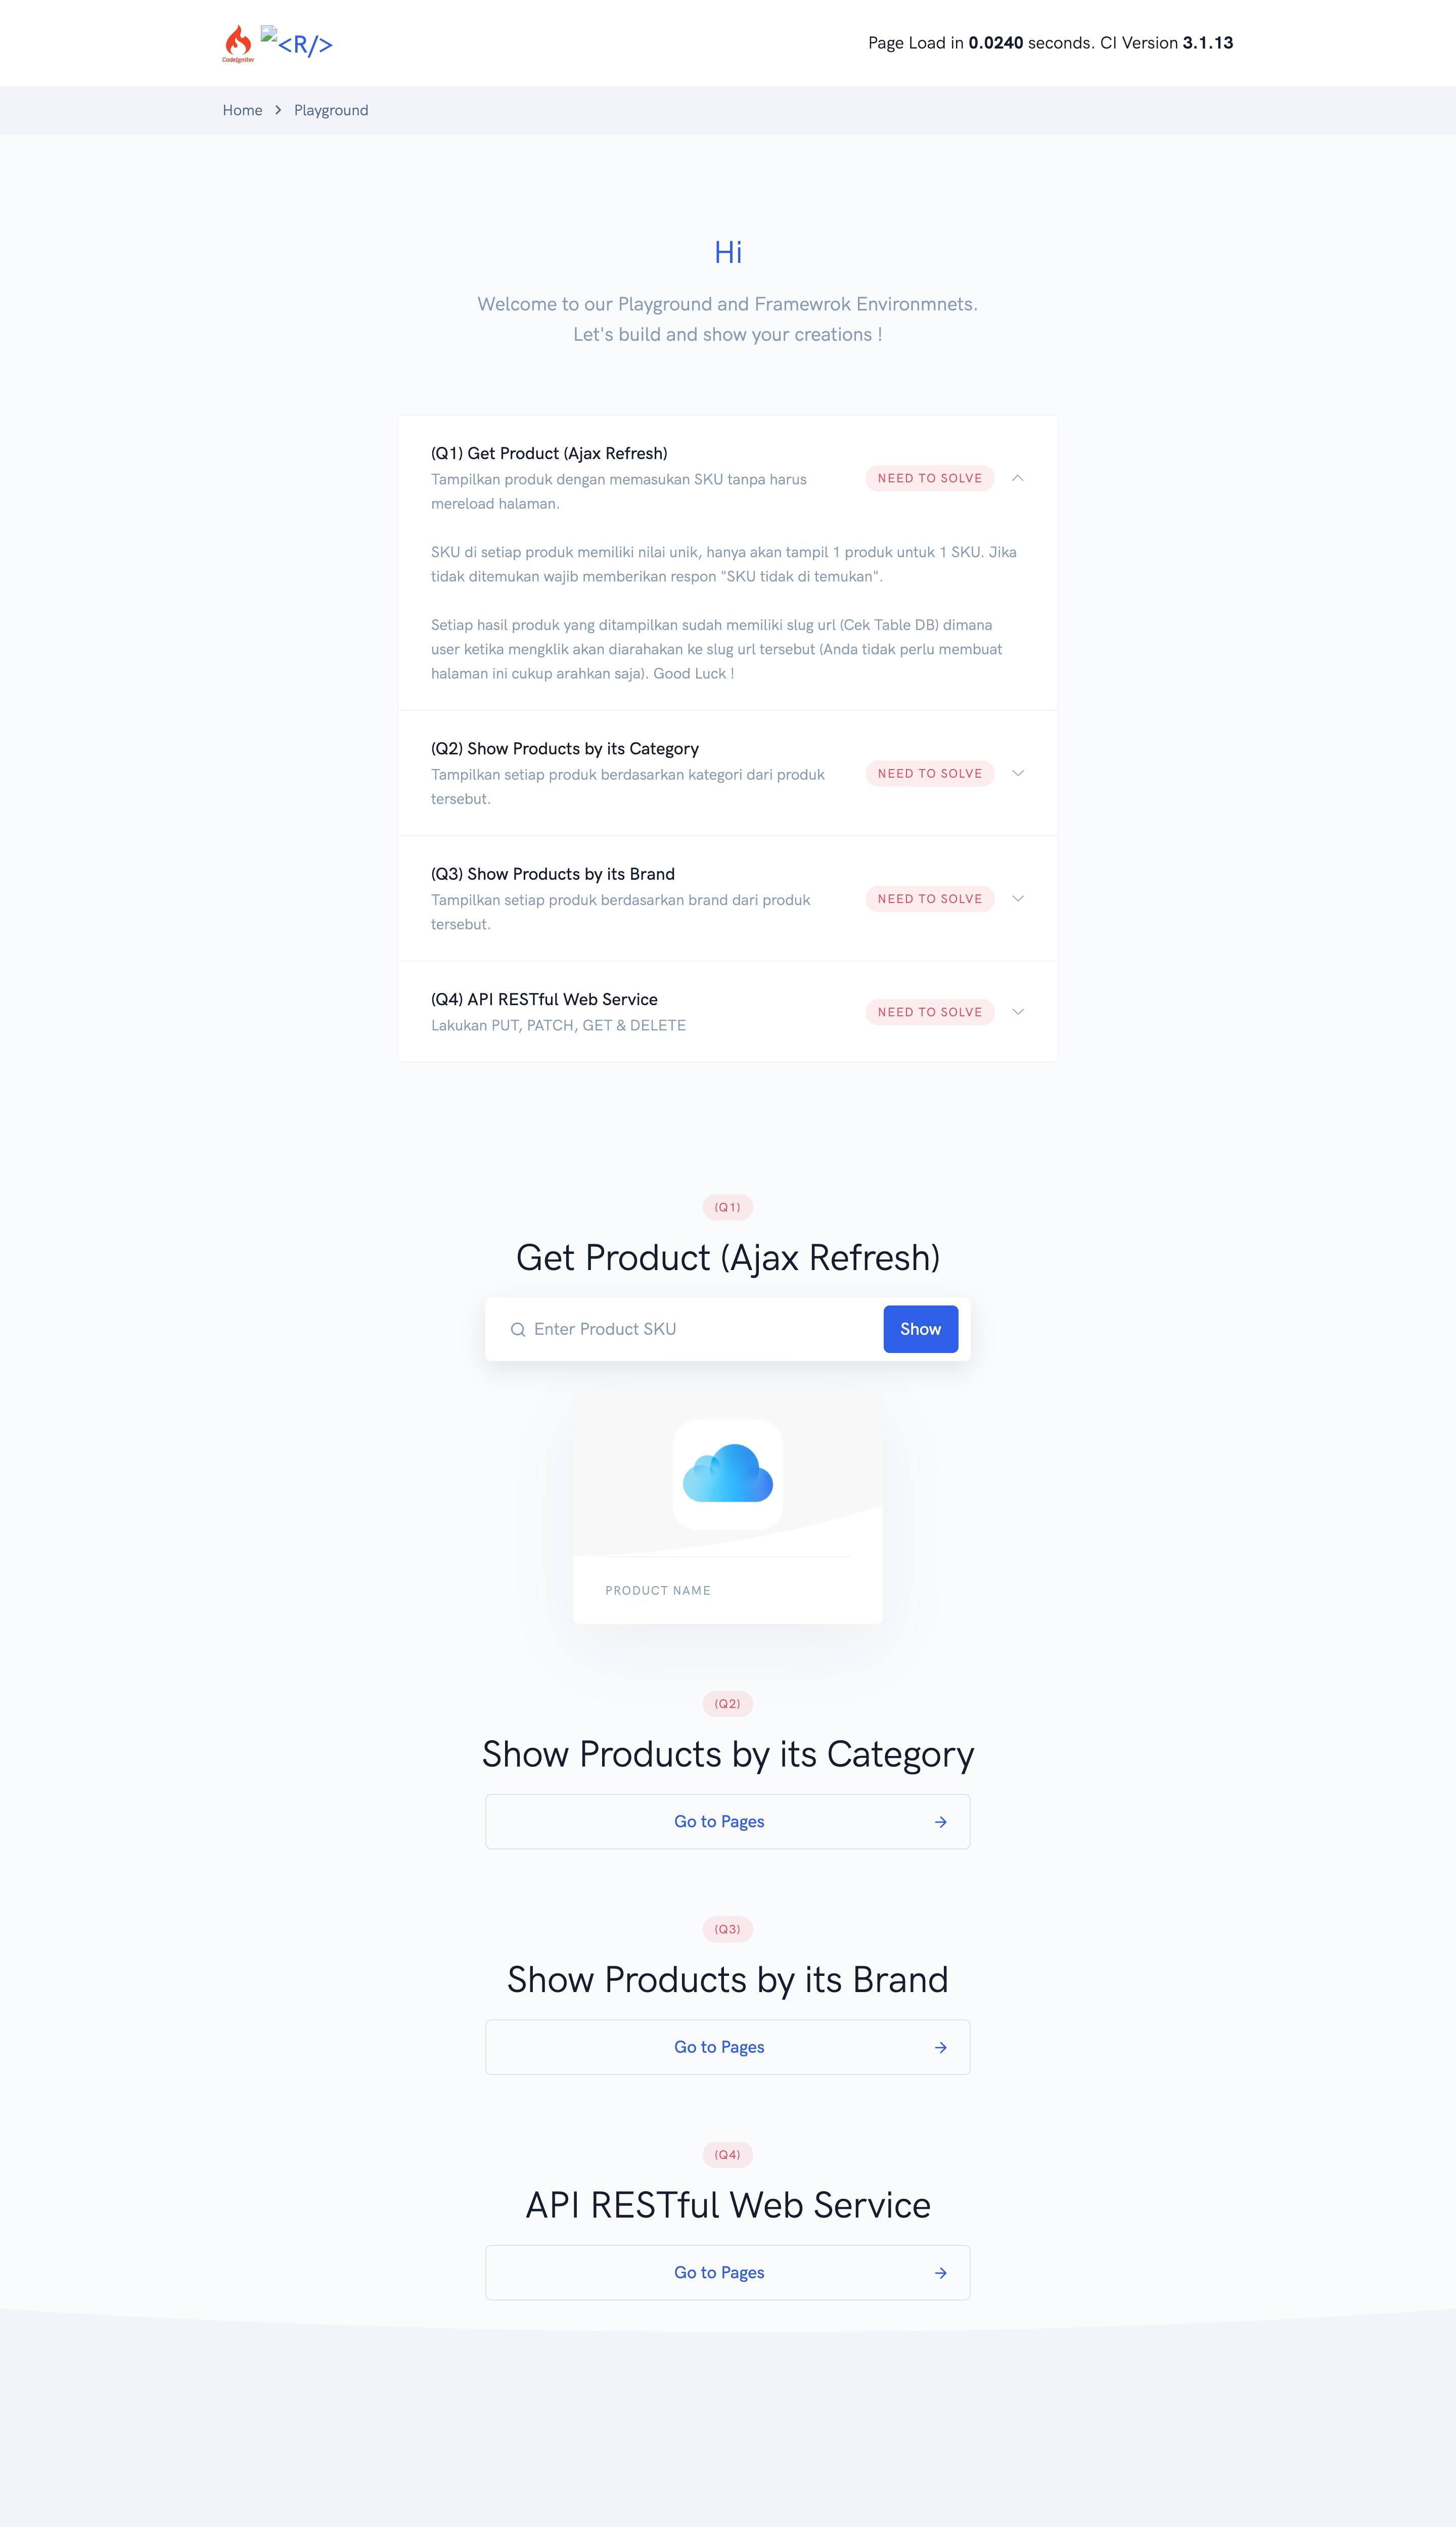 CodeIgniter
<R/>
Page Load in 0.0240 seconds. CI Version 3.1.13
Home > Playground
Hi
Welcome to our Playground and Framewrok Environmnets.
Let's build and show your creations !
(Q1) Get Product (Ajax Refresh)
Tampilkan produk dengan memasukan SKU tanpa harus
mereload halaman.
NEED TO SOLVE
SKU di setiap produk memiliki nilai unik, hanya akan tampil 1 produk untuk 1 SKU. Jika
tidak ditemukan wajib memberikan respon "SKU tidak di temukan".
Setiap hasil produk yang ditampilkan sudah memiliki slug url (Cek Table DB) dimana
user ketika mengklik akan diarahakan ke slug url tersebut (Anda tidak perlu membuat
halaman ini cukup arahkan saja). Good Luck !
(Q2) Show Products by its Category
Tampilkan setiap produk berdasarkan kategori dari produk
tersebut.
NEED TO SOLVE
(Q3) Show Products by its Brand
Tampilkan setiap produk berdasarkan brand dari produk
tersebut.
NEED TO SOLVE
(Q4) API RESTful Web Service
Lakukan PUT, PATCH, GET & DELETE
NEED TO SOLVE
(Q1)
Get Product (Ajax Refresh)
Enter Product SKU
Show
PRODUCT NAME
(Q2)
Show Products by its Category
Go to Pages
(Q3)
Show Products by its Brand
Go to Pages
(Q4)
API RESTful Web Service
Go to Pages